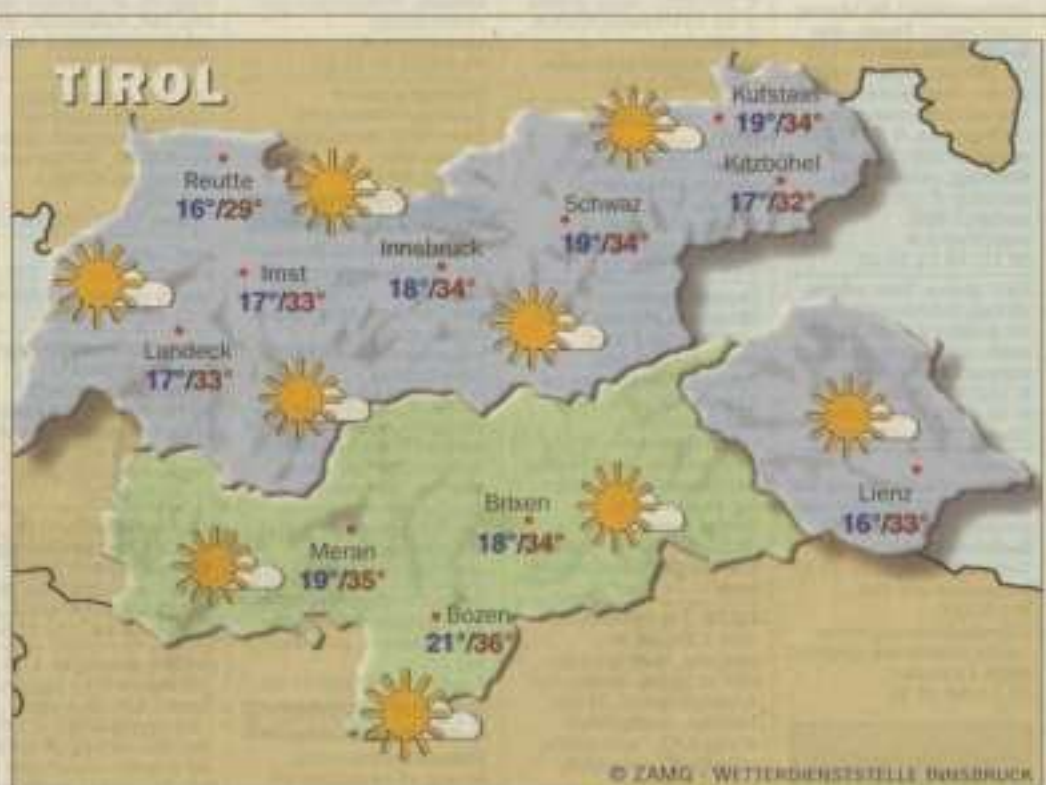 TIROL
Kufstein
19°/34°
Kitzbühel
17°/32°
Reutte
16°/29°
Schwaz
19°/34°
Innsbruck
18°/34°
Imst
17°/33°
Landeck
17°/33°
Lienz
16°/33°
Brixen
18°/34°
Meran
19°/35°
Bozen
21°/36°
© ZAMG - WETTERDIENSTSTELLE INNSBRUCK